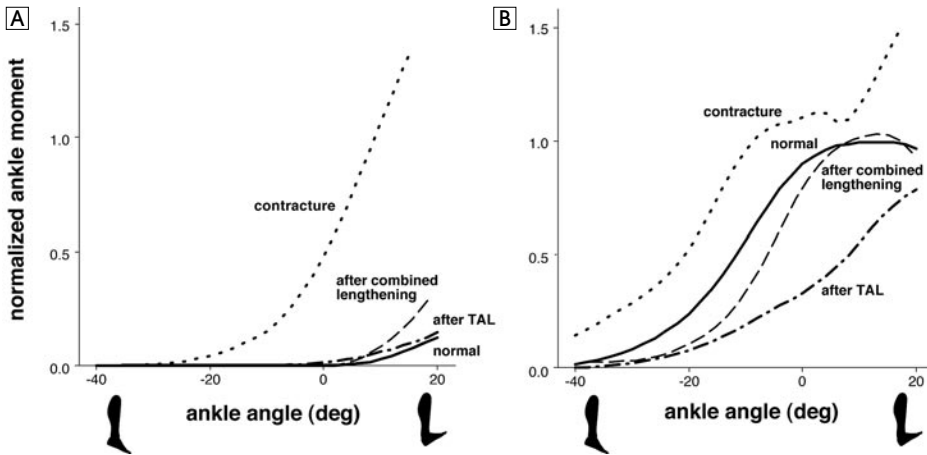 A
1.5
1.0
0.5
0.0
normalized ankle moment
contracture
after combined
lengthening
after TAL
normal
-40
-20
0
20
ankle angle (deg)
B
1.5
1.0
0.5
0.0
contracture
normal
after combined
lengthening
after TAL
-40
-20
0
20
ankle angle (deg)